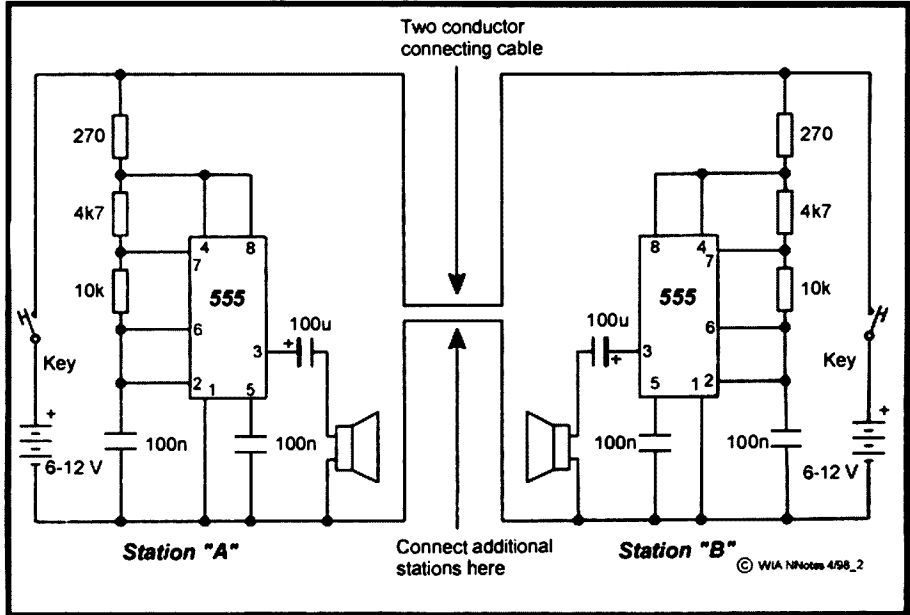 Two conductor
connecting cable
270
4k7
10k
4 8
7
555
6
3
2
1 5
100u
+
Key
+
6-12 V
100n
100n
Station "A"
Connect additional
stations here
270
4k7
10k
8 4
7
555
6
3
5 1 2
100u
+
Key
+
6-12 V
100n
100n
Station "B"
© WIA NNotes 4/98_2